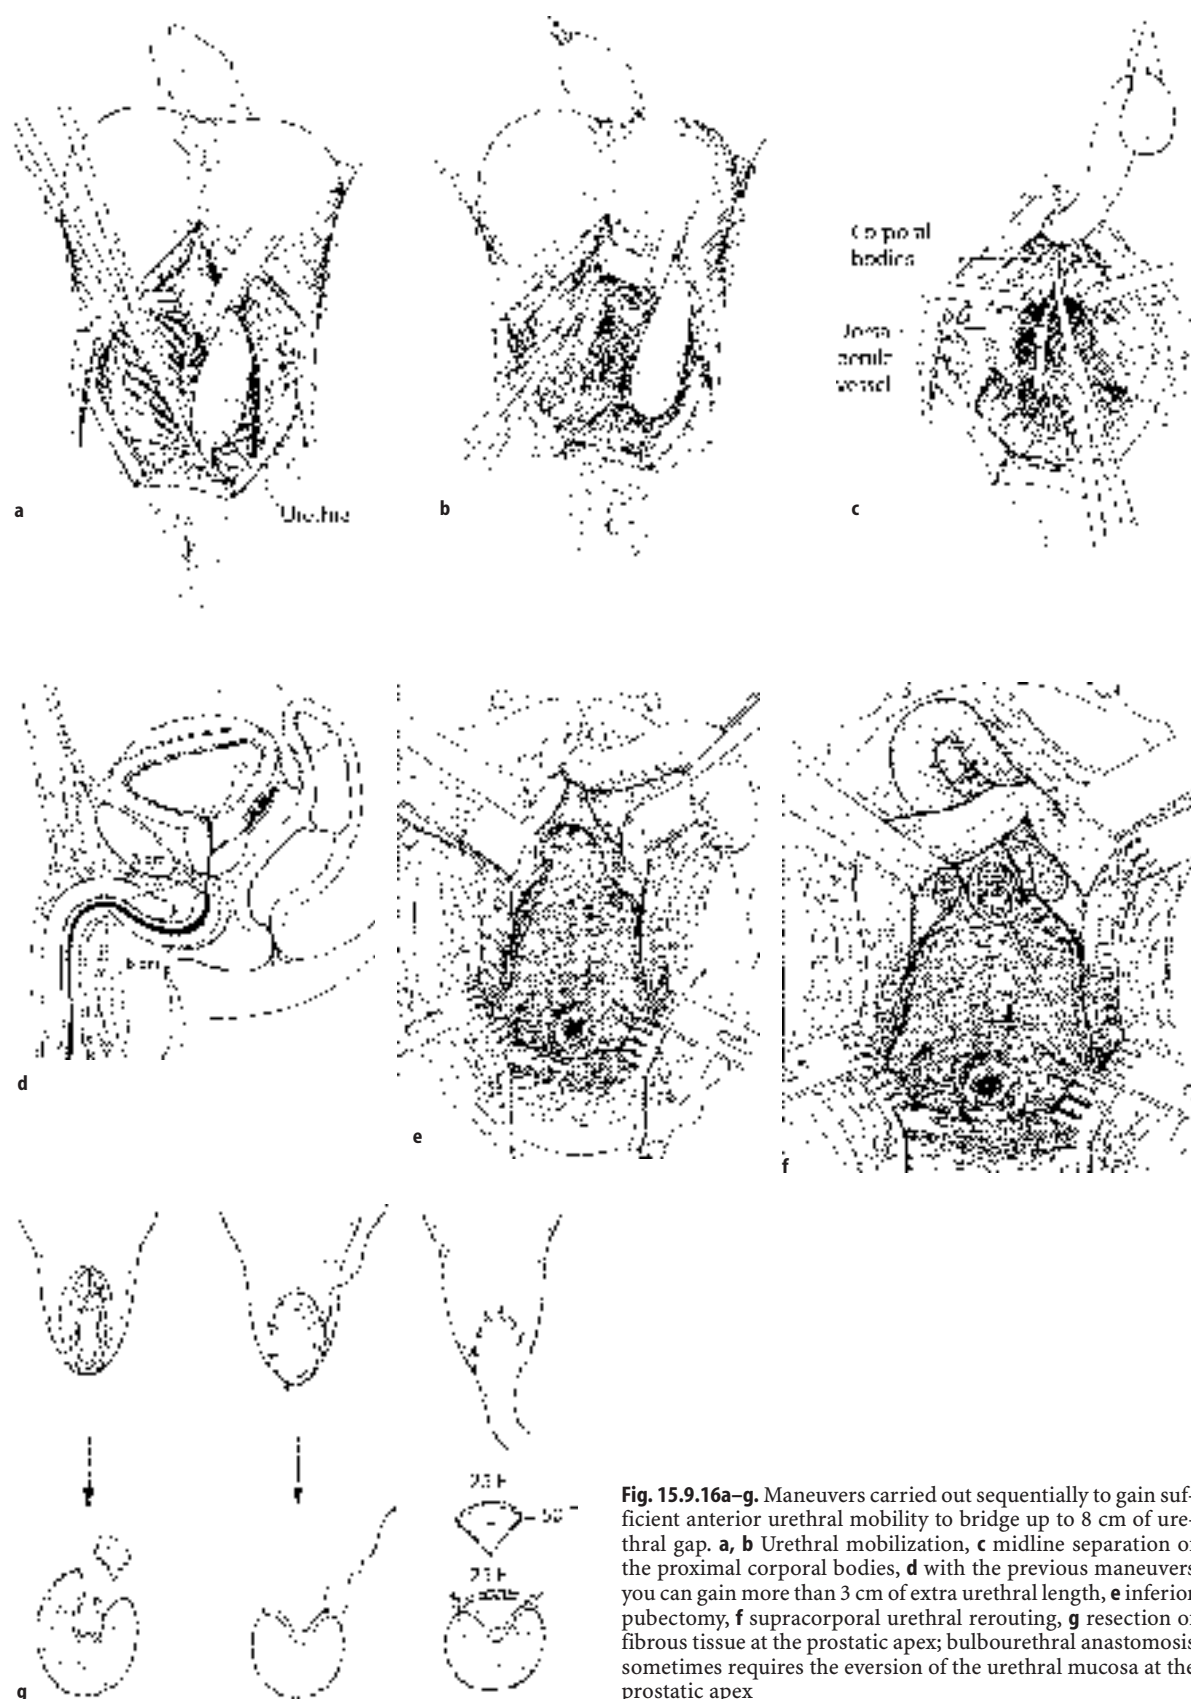 Corporal
bodies
vessel
Urethra
a
b
c
d
e
f
g
Fig. 15.9.16a–g. Maneuvers carried out sequentially to gain suf-
ficient anterior urethral mobility to bridge up to 8 cm of ure-
thral gap. a, b Urethral mobilization, c midline separation of
the proximal corporal bodies, d with the previous maneuvers
you can gain more than 3 cm of extra urethral length, e inferior
pubectomy, f supracorporal urethral rerouting, g resection of
fibrous tissue at the prostatic apex; bulbourethral anastomosis
sometimes requires the eversion of the urethral mucosa at the
prostatic apex